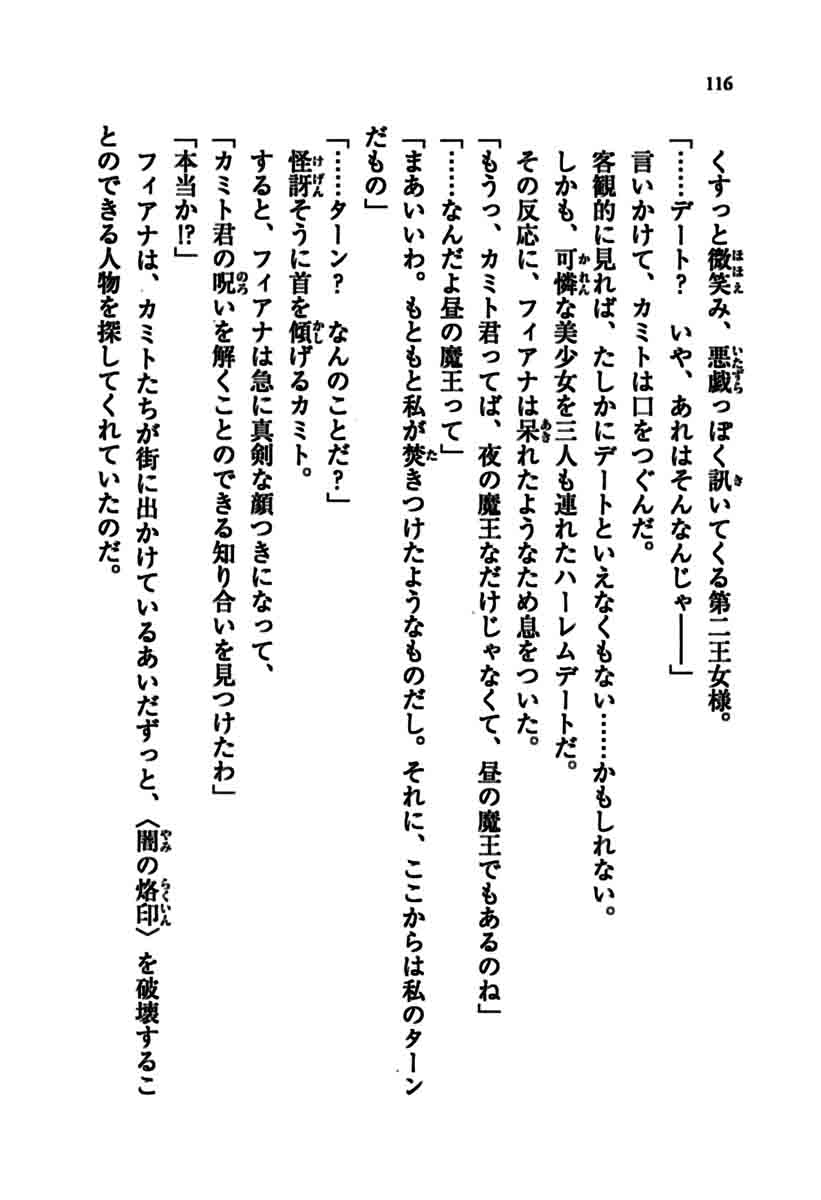 116
くすっと微笑み、悪戯っぽく訊いてくる第二王女様。
「……デート？　いや、あれはそんなんじゃ――」
言いかけて、カミトは口をつぐんだ。
客観的に見れば、たしかにデートといえなくもない……かもしれない。
しかも、可憐な美少女を三人も連れたハーレムデートだ。
その反応に、フィアナは呆れたようなため息をついた。
「もうっ、カミト君ってば、夜の魔王なだけじゃなくて、昼の魔王でもあるのね」
「……なんだよ昼の魔王って」
「まあいいわ。もともと私が焚きつけたようなものだし。それに、ここからは私のターン
だもの」
「……ターン？　なんのことだ？」
怪訝そうに首を傾げるカミト。
すると、フィアナは急に真剣な顔つきになって、
「カミト君の呪いを解くことのできる知り合いを見つけたわ」
「本当か!?」
フィアナは、カミトたちが街に出かけているあいだずっと、〈闇の烙印〉を破壊するこ
とのできる人物を探してくれていたのだ。